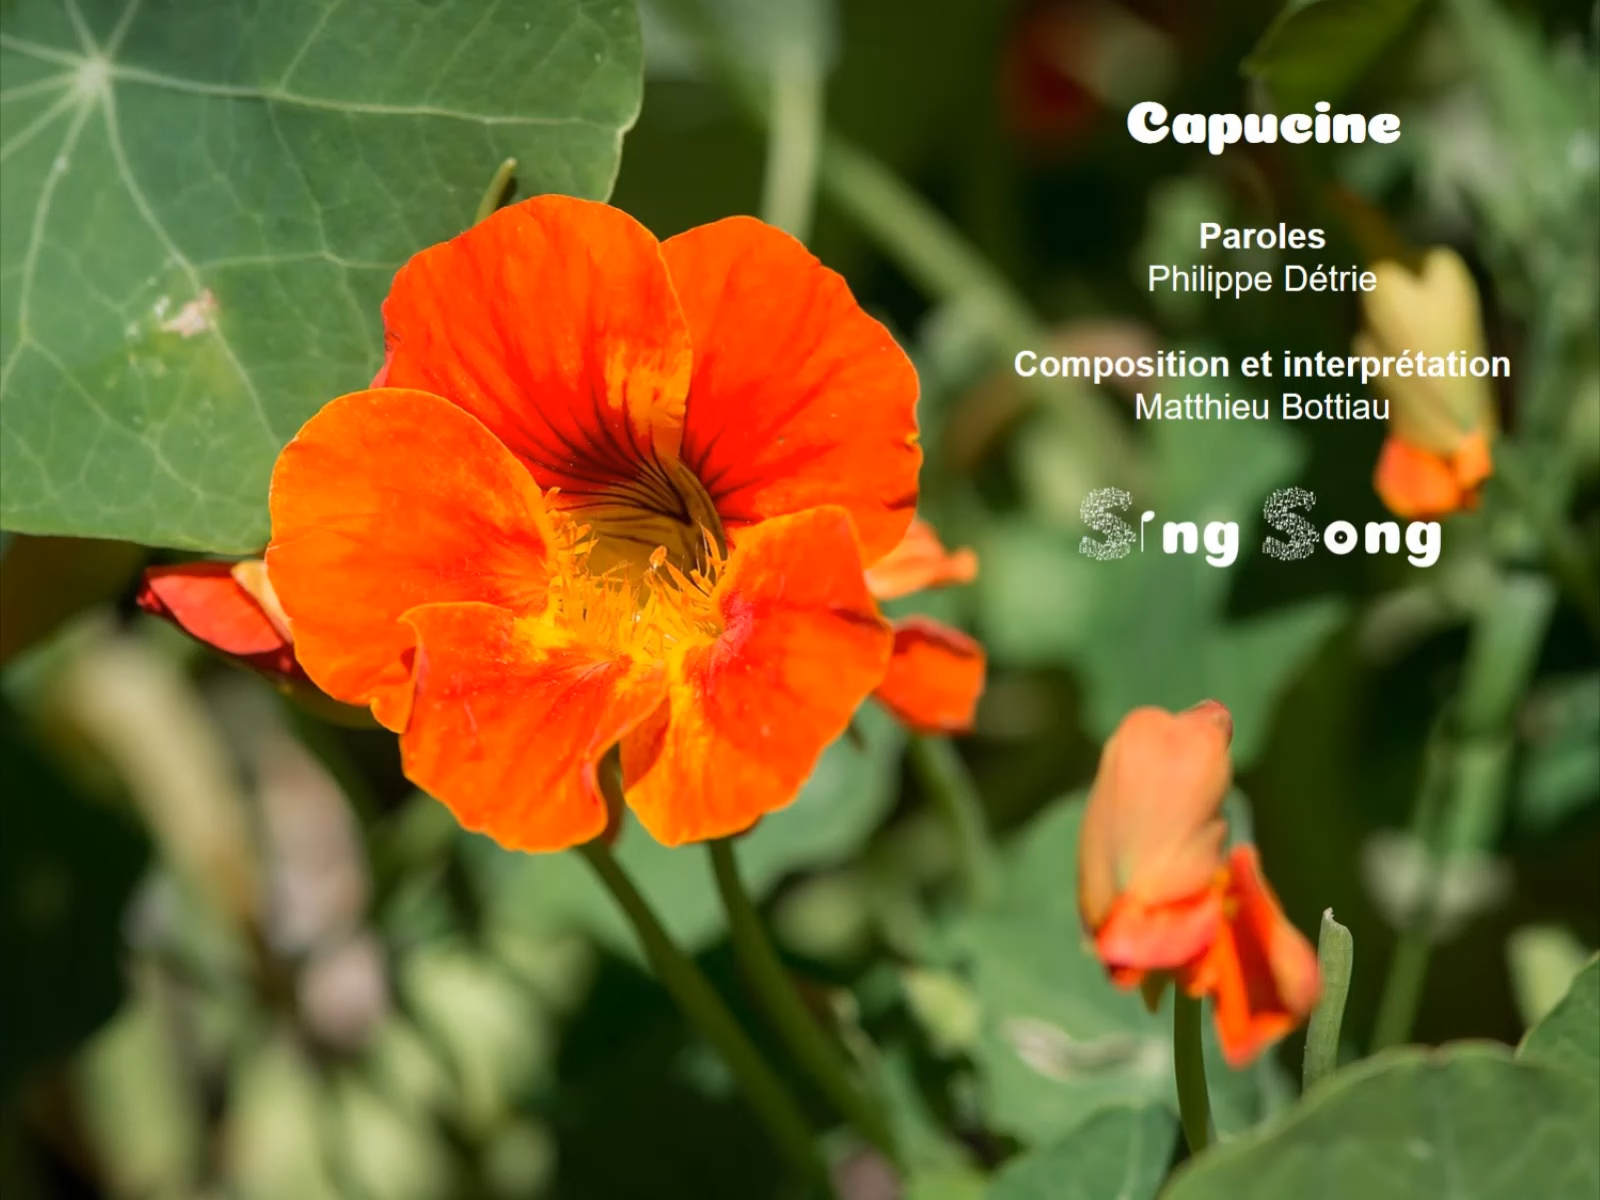 Capucine
Paroles
Philippe Détrie
Composition et interprétation
Matthieu Bottiau
Sing Song